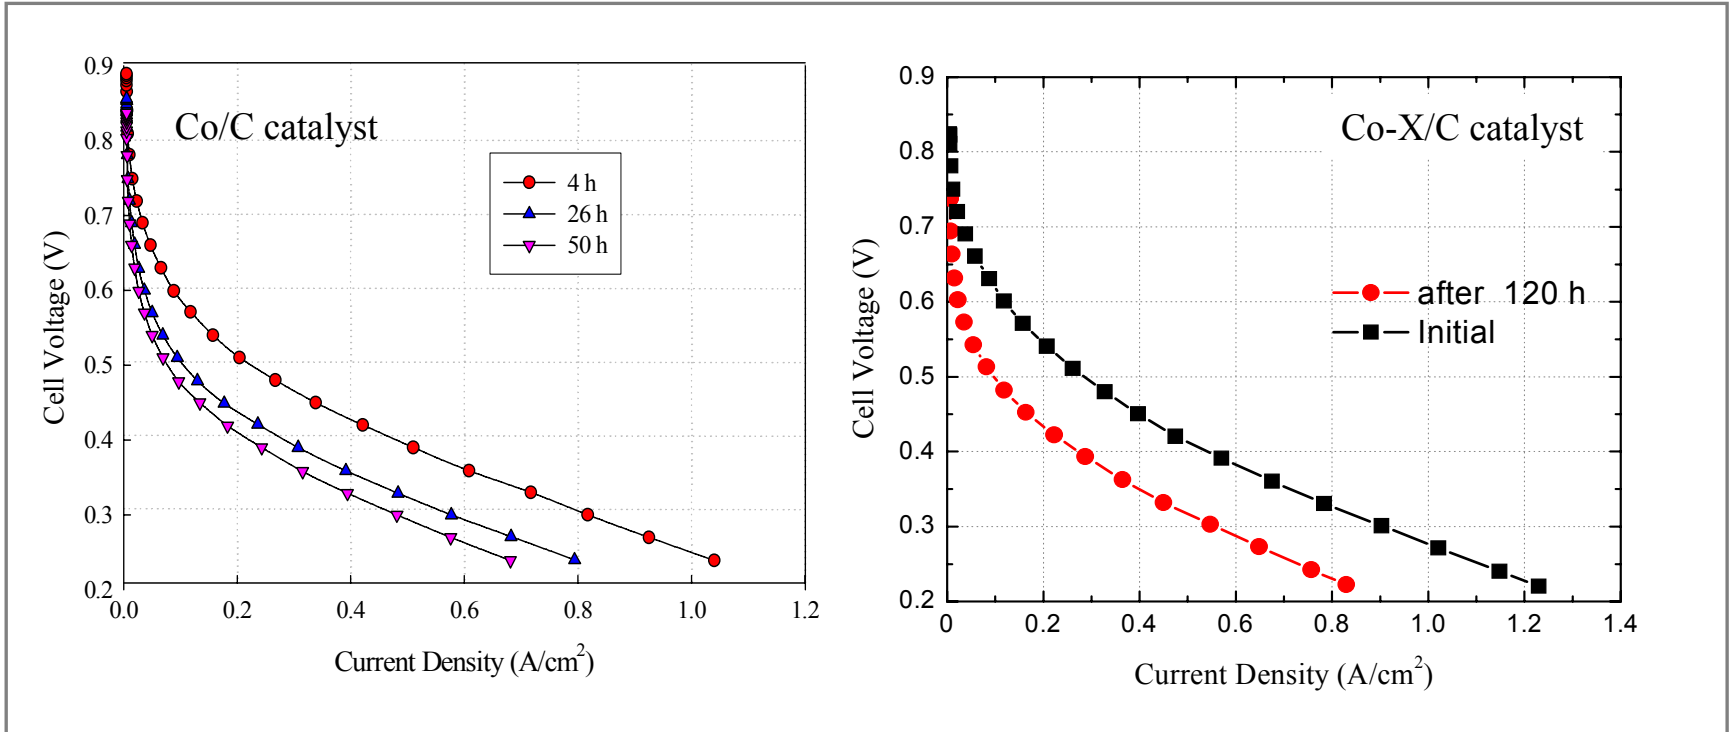 Co/C catalyst
4 h
26 h
50 h
Cell Voltage (V)
0.9
0.8
0.7
0.6
0.5
0.4
0.3
0.2
0.0 0.2 0.4 0.6 0.8 1.0 1.2
Current Density (A/cm²)
Co-X/C catalyst
after 120 h
Initial
Cell Voltage (V)
0.9
0.8
0.7
0.6
0.5
0.4
0.3
0.2
0 0.2 0.4 0.6 0.8 1.0 1.2 1.4
Current Density (A/cm²)